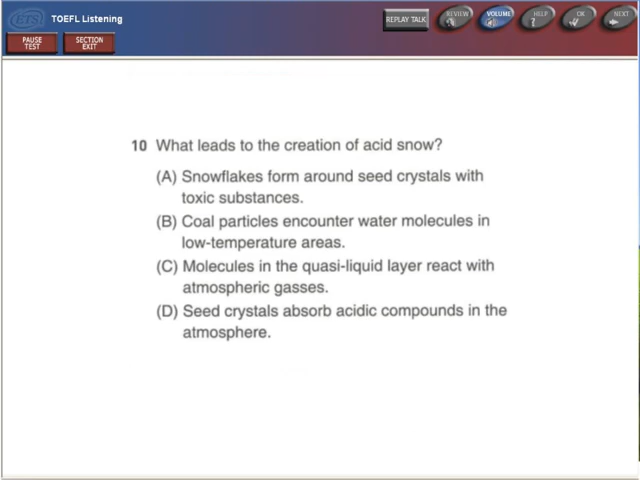 ETS TOEFL Listening
REPLAY TALK
REVIEW
VOLUME
HELP
?
OK
NEXT
PAUSE
TEST
SECTION
EXIT
10 What leads to the creation of acid snow?
(A) Snowflakes form around seed crystals with
toxic substances.
(B) Coal particles encounter water molecules in
low-temperature areas.
(C) Molecules in the quasi-liquid layer react with
atmospheric gasses.
(D) Seed crystals absorb acidic compounds in the
atmosphere.